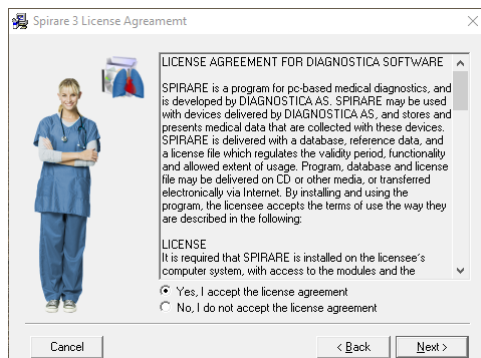 Spirare 3 License Agreamemt
LICENSE AGREEMENT FOR DIAGNOSTICA SOFTWARE
SPIRARE is a program for pc-based medical diagnostics, and
is developed by DIAGNOSTICA AS. SPIRARE may be used
with devices delivered by DIAGNOSTICA AS, and stores and
presents medical data that are collected with these devices.
SPIRARE is delivered with a database, reference data, and
a license file which regulates the validity period, functionality
and allowed extent of usage. Program, database and license
file may be delivered on CD or other media, or transferred
electronically via Internet. By installing and using the
program, the licensee accepts the terms of use the way they
are described in the following:
LICENSE
It is required that SPIRARE is installed on the licensee's
computer system, with access to the modules and the
Yes, I accept the license agreement
No, I do not accept the license agreement
Cancel
< Back
Next >